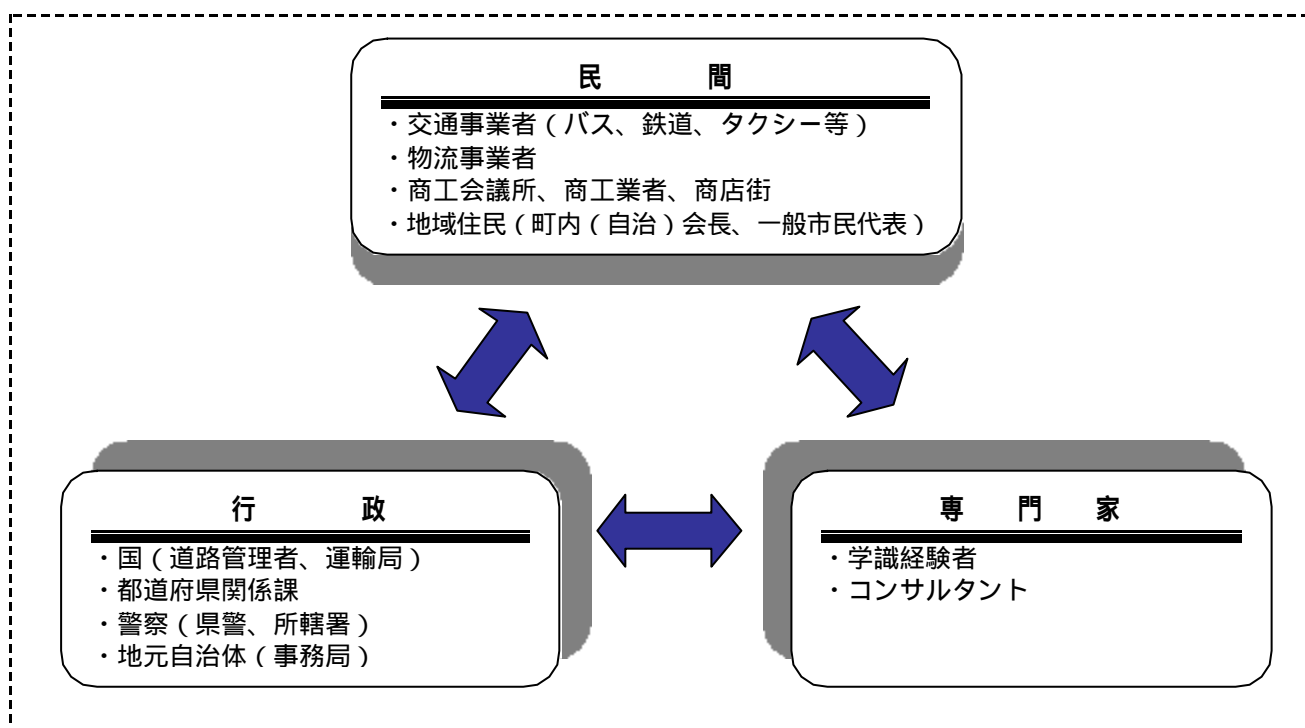 民 間
・交通事業者（バス、鉄道、タクシー等）
・物流事業者
・商工会議所、商工業者、商店街
・地域住民（町内（自治）会長、一般市民代表）
行 政
・国（道路管理者、運輸局）
・都道府県関係課
・警察（県警、所轄署）
・地元自治体（事務局）
専 門 家
・学識経験者
・コンサルタント